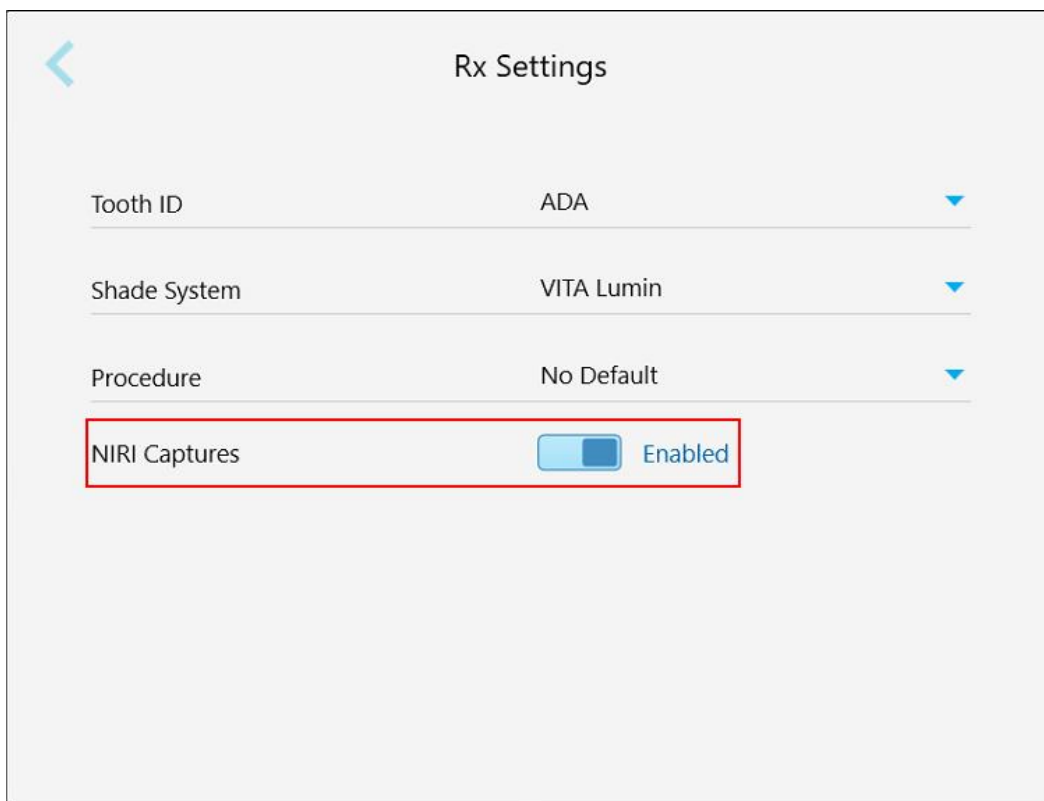 Rx Settings
Tooth ID ADA
Shade System VITA Lumin
Procedure No Default
NIRI Captures Enabled